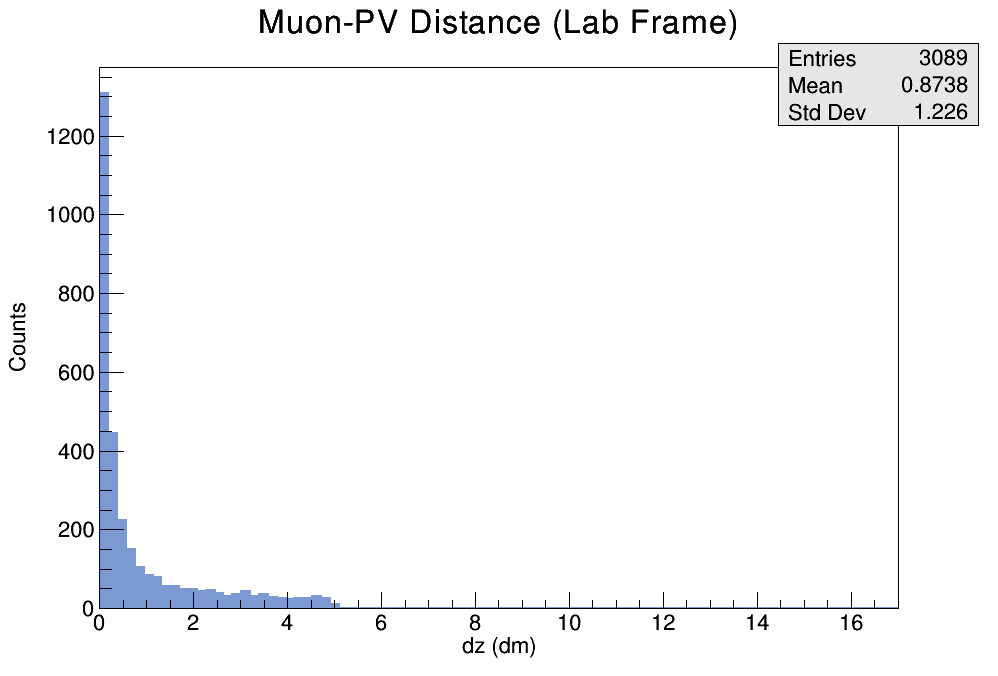 Muon-PV Distance (Lab Frame)
Entries 3089
Mean 0.8738
Std Dev 1.226
Counts
1200
1000
800
600
400
200
0
0 2 4 6 8 10 12 14 16
dz (dm)